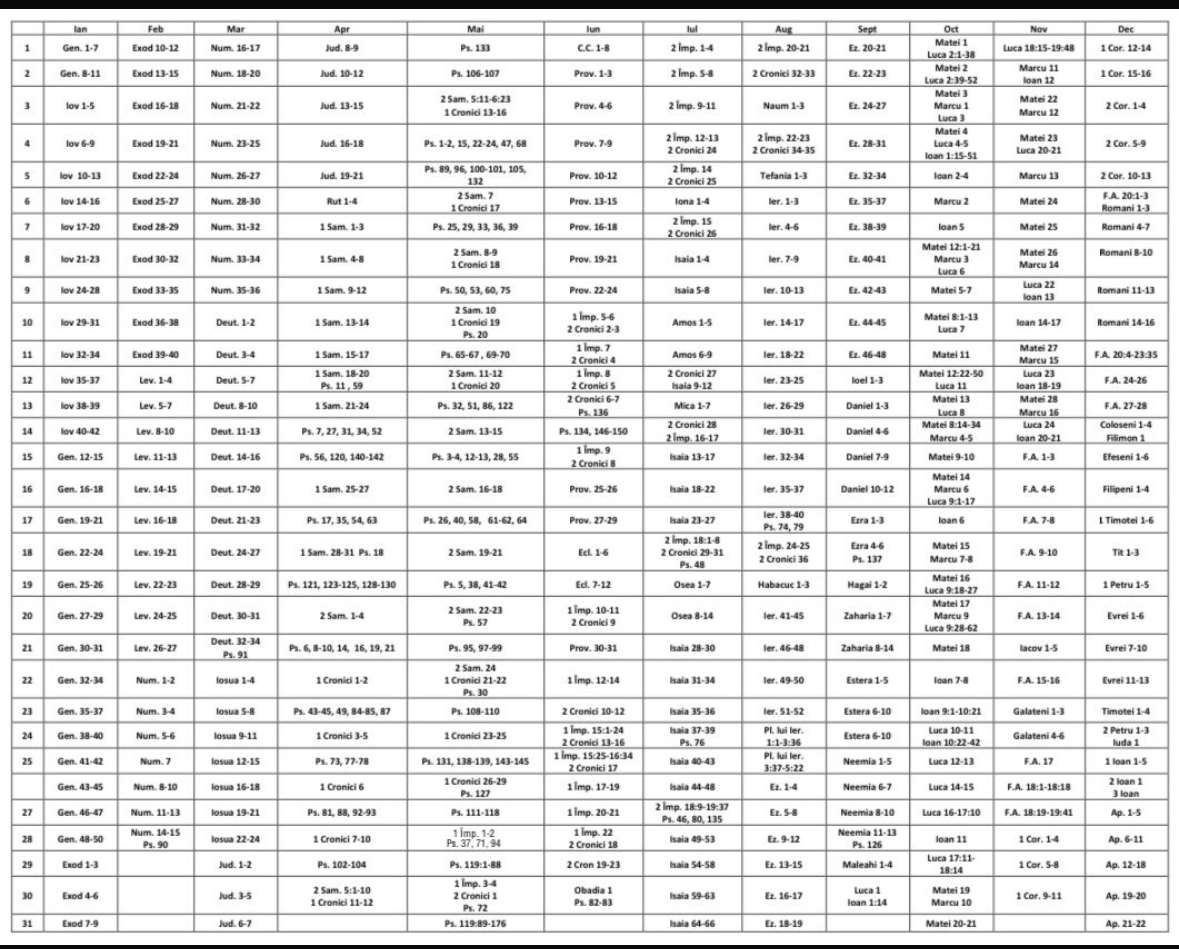 Ian Feb Mar Apr Mai Iun Iul Aug Sept Oct Nov Dec
1 Gen. 1-7 Exod 10-12 Num. 16-17 Jud. 8-9 Ps. 133 C.C. 1-8 2 Împ. 1-4 2 Împ. 20-21 Ez. 20-21 Matei 1 Luca 2:1-38 Luca 18:15-19:48 1 Cor. 12-14
2 Gen. 8-11 Exod 13-15 Num. 18-20 Jud. 10-12 Ps. 106-107 Prov. 1-3 2 Împ. 5-8 2 Cronici 32-33 Ez. 22-23 Matei 2 Luca 2:39-52 Marcu 11 Ioan 12 1 Cor. 15-16
3 Iov 1-5 Exod 16-18 Num. 21-22 Jud. 13-15 2 Sam. 5:11-6:23 1 Cronici 13-16 Prov. 4-6 2 Împ. 9-11 Naum 1-3 Ez. 24-27 Matei 3 Marcu 1 Luca 3 Matei 22 Marcu 12 2 Cor. 1-4
4 Iov 6-9 Exod 19-21 Num. 23-25 Jud. 16-18 Ps. 1-2, 15, 22-24, 47, 68 Prov. 7-9 2 Împ. 12-13 2 Cronici 24 2 Împ. 22-23 2 Cronici 34-35 Ez. 28-31 Matei 4 Luca 4-5 Ioan 1:15-51 Matei 23 Luca 20-21 2 Cor. 5-9
5 Iov 10-13 Exod 22-24 Num. 26-27 Jud. 19-21 Ps. 89, 96, 100-101, 105, 132 Prov. 10-12 2 Împ. 14 2 Cronici 25 Tefania 1-3 Ez. 32-34 Ioan 2-4 Marcu 13 2 Cor. 10-13
6 Iov 14-16 Exod 25-27 Num. 28-30 Rut 1-4 2 Sam. 7 1 Cronici 17 Prov. 13-15 Iona 1-4 Ier. 1-3 Ez. 35-37 Marcu 2 Matei 24 F.A. 20:1-3 Romani 1-3
7 Iov 17-20 Exod 28-29 Num. 31-32 1 Sam. 1-3 Ps. 25, 29, 33, 36, 39 Prov. 16-18 2 Împ. 15 2 Cronici 26 Ier. 4-6 Ez. 38-39 Ioan 5 Matei 25 Romani 4-7
8 Iov 21-23 Exod 30-32 Num. 33-34 1 Sam. 4-8 2 Sam. 8-9 1 Cronici 18 Prov. 19-21 Isaia 1-4 Ier. 7-9 Ez. 40-41 Matei 12:1-21 Marcu 3 Luca 6 Matei 26 Marcu 14 Romani 8-10
9 Iov 24-28 Exod 33-35 Num. 35-36 1 Sam. 9-12 Ps. 50, 53, 60, 75 Prov. 22-24 Isaia 5-8 Ier. 10-13 Ez. 42-43 Matei 5-7 Luca 22 Ioan 13 Romani 11-13
10 Iov 29-31 Exod 36-38 Deut. 1-2 1 Sam. 13-14 2 Sam. 10 1 Cronici 19 Ps. 20 1 Împ. 5-6 2 Cronici 2-3 Amos 1-5 Ier. 14-17 Ez. 44-45 Matei 8:1-13 Luca 7 Ioan 14-17 Romani 14-16
11 Iov 32-34 Exod 39-40 Deut. 3-4 1 Sam. 15-17 Ps. 65-67 , 69-70 1 Împ. 7 2 Cronici 4 Amos 6-9 Ier. 18-22 Ez. 46-48 Matei 11 Matei 27 Marcu 15 F.A. 20:4-23:35
12 Iov 35-37 Lev. 1-4 Deut. 5-7 1 Sam. 18-20 Ps. 11 , 59 2 Sam. 11-12 1 Cronici 20 1 Împ. 8 2 Cronici 5 2 Cronici 27 Isaia 9-12 Ier. 23-25 Ioel 1-3 Matei 12:22-50 Luca 11 Luca 23 Ioan 18-19 F.A. 24-26
13 Iov 38-39 Lev. 5-7 Deut. 8-10 1 Sam. 21-24 Ps. 32, 51, 86, 122 2 Cronici 6-7 Ps. 136 Mica 1-7 Ier. 26-29 Daniel 1-3 Matei 13 Luca 8 Matei 28 Marcu 16 F.A. 27-28
14 Iov 40-42 Lev. 8-10 Deut. 11-13 Ps. 7, 27, 31, 34, 52 2 Sam. 13-15 Ps. 134, 146-150 2 Cronici 28 2 Împ. 16-17 Ier. 30-31 Daniel 4-6 Matei 8:14-34 Marcu 4-5 Luca 24 Ioan 20-21 Coloseni 1-4 Filimon 1
15 Gen. 12-15 Lev. 11-13 Deut. 14-16 Ps. 56, 120, 140-142 Ps. 3-4, 12-13, 28, 55 1 Împ. 9 2 Cronici 8 Isaia 13-17 Ier. 32-34 Daniel 7-9 Matei 9-10 F.A. 1-3 Efeseni 1-6
16 Gen. 16-18 Lev. 14-15 Deut. 17-20 1 Sam. 25-27 2 Sam. 16-18 Prov. 25-26 Isaia 18-22 Ier. 35-37 Daniel 10-12 Matei 14 Marcu 6 Luca 9:1-17 F.A. 4-6 Filipeni 1-4
17 Gen. 19-21 Lev. 16-18 Deut. 21-23 Ps. 17, 35, 54, 63 Ps. 26, 40, 58, 61-62, 64 Prov. 27-29 Isaia 23-27 Ier. 38-40 Ps. 74, 79 Ezra 1-3 Ioan 6 F.A. 7-8 1 Timotei 1-6
18 Gen. 22-24 Lev. 19-21 Deut. 24-27 1 Sam. 28-31 Ps. 18 2 Sam. 19-21 Ecl. 1-6 2 Împ. 18:1-8 2 Cronici 29-31 Ps. 48 2 Împ. 24-25 2 Cronici 36 Ezra 4-6 Ps. 137 Matei 15 Marcu 7-8 F.A. 9-10 Tit 1-3
19 Gen. 25-26 Lev. 22-23 Deut. 28-29 Ps. 121, 123-125, 128-130 Ps. 5, 38, 41-42 Ecl. 7-12 Osea 1-7 Habacuc 1-3 Hagai 1-2 Matei 16 Luca 9:18-27 F.A. 11-12 1 Petru 1-5
20 Gen. 27-29 Lev. 24-25 Deut. 30-31 2 Sam. 1-4 2 Sam. 22-23 Ps. 57 1 Împ. 10-11 2 Cronici 9 Osea 8-14 Ier. 41-45 Zaharia 1-7 Matei 17 Marcu 9 Luca 9:28-62 F.A. 13-14 Evrei 1-6
21 Gen. 30-31 Lev. 26-27 Deut. 32-34 Ps. 91 Ps. 6, 8-10, 14, 16, 19, 21 Ps. 95, 97-99 Prov. 30-31 Isaia 28-30 Ier. 46-48 Zaharia 8-14 Matei 18 Iacov 1-5 Evrei 7-10
22 Gen. 32-34 Num. 1-2 Iosua 1-4 1 Cronici 1-2 2 Sam. 24 1 Cronici 21-22 Ps. 30 1 Împ. 12-14 Isaia 31-34 Ier. 49-50 Estera 1-5 Ioan 7-8 F.A. 15-16 Evrei 11-13
23 Gen. 35-37 Num. 3-4 Iosua 5-8 Ps. 43-45, 49, 84-85, 87 Ps. 108-110 2 Cronici 10-12 Isaia 35-36 Ier. 51-52 Estera 6-10 Ioan 9:1-10:21 Galateni 1-3 Timotei 1-4
24 Gen. 38-40 Num. 5-6 Iosua 9-11 1 Cronici 3-5 1 Cronici 23-25 1 Împ. 15:1-24 2 Cronici 13-16 Isaia 37-39 Ps. 76 Pl. lui Ier. 1:1-3:36 Estera 6-10 Luca 10-11 Ioan 10:22-42 Galateni 4-6 2 Petru 1-3 Iuda 1
25 Gen. 41-42 Num. 7 Iosua 12-15 Ps. 73, 77-78 Ps. 131, 138-139, 143-145 1 Împ. 15:25-16:34 2 Cronici 17 Isaia 40-43 Pl. lui Ier. 3:37-5:22 Neemia 1-5 Luca 12-13 F.A. 17 1 Ioan 1-5
Gen. 43-45 Num. 8-10 Iosua 16-18 1 Cronici 6 1 Cronici 26-29 Ps. 127 1 Împ. 17-19 Isaia 44-48 Ez. 1-4 Neemia 6-7 Luca 14-15 F.A. 18:1-18:18 2 Ioan 1 3 Ioan
27 Gen. 46-47 Num. 11-13 Iosua 19-21 Ps. 81, 88, 92-93 Ps. 111-118 1 Împ. 20-21 2 Împ. 18:9-19:37 Ps. 46, 80, 135 Ez. 5-8 Neemia 8-10 Luca 16-17:10 F.A. 18:19-19:41 Ap. 1-5
28 Gen. 48-50 Num. 14-15 Ps. 90 Iosua 22-24 1 Cronici 7-10 1 Împ. 1-2 Ps. 37, 71, 94 1 Împ. 22 2 Cronici 18 Isaia 49-53 Ez. 9-12 Neemia 11-13 Ps. 126 Ioan 11 1 Cor. 1-4 Ap. 6-11
29 Exod 1-3 Jud. 1-2 Ps. 102-104 Ps. 119:1-88 2 Cron 19-23 Isaia 54-58 Ez. 13-15 Maleahi 1-4 Luca 17:11-18:14 1 Cor. 5-8 Ap. 12-18
30 Exod 4-6 Jud. 3-5 2 Sam. 5:1-10 1 Cronici 11-12 1 Împ. 3-4 2 Cronici 1 Ps. 72 Obadia 1 Ps. 82-83 Isaia 59-63 Ez. 16-17 Luca 1 Ioan 1:14 Matei 19 Marcu 10 1 Cor. 9-11 Ap. 19-20
31 Exod 7-9 Jud. 6-7 Ps. 119:89-176 Isaia 64-66 Ez. 18-19 Matei 20-21 Ap. 21-22